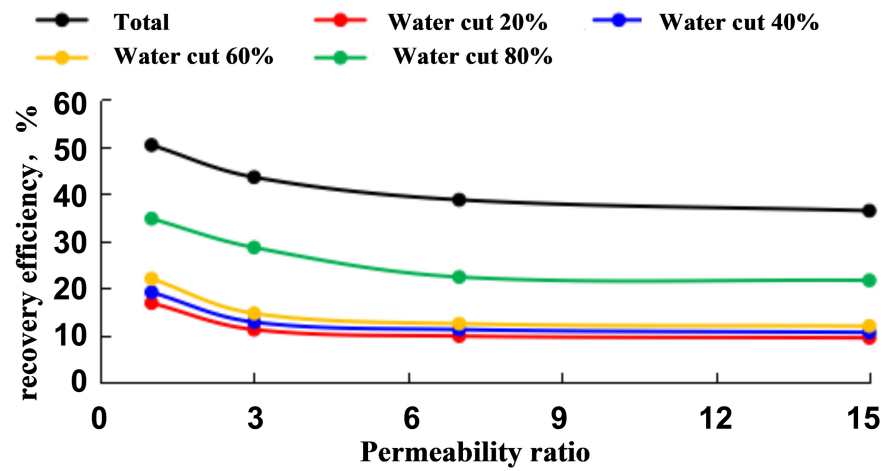 Total
Water cut 20%
Water cut 40%
Water cut 60%
Water cut 80%
recovery efficiency, %
60
50
40
30
20
10
0
0 3 6 9 12 15
Permeability ratio